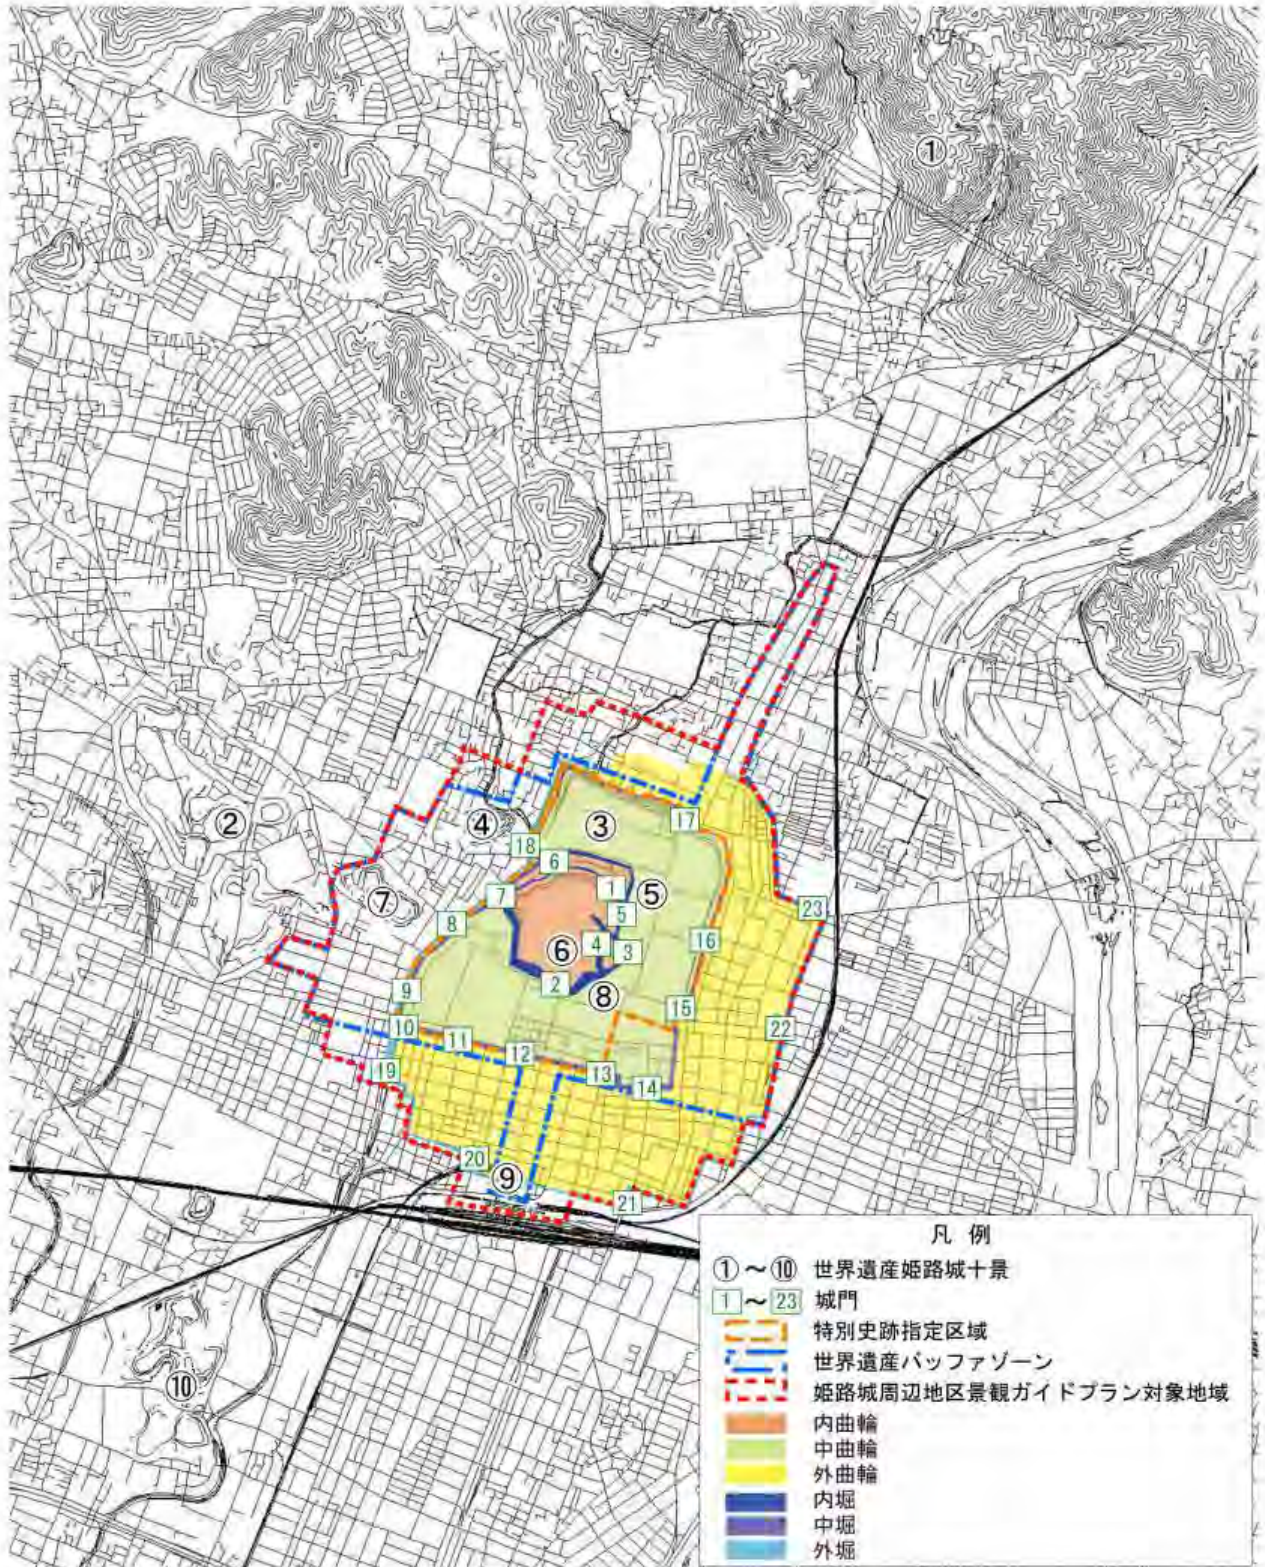 ①
②
④
③
17
18
6
⑦
7
1
⑤
8
5
23
16
4
3
⑥
2
⑧
9
15
10
11
22
12
13
14
19
20
⑨
21
⑩
凡 例
①～⑩ 世界遺産姫路城十景
1～23 城門
特別史跡指定区域
世界遺産バッファゾーン
姫路城周辺地区景観ガイドプラン対象地域
内曲輪
中曲輪
外曲輪
内堀
中堀
外堀